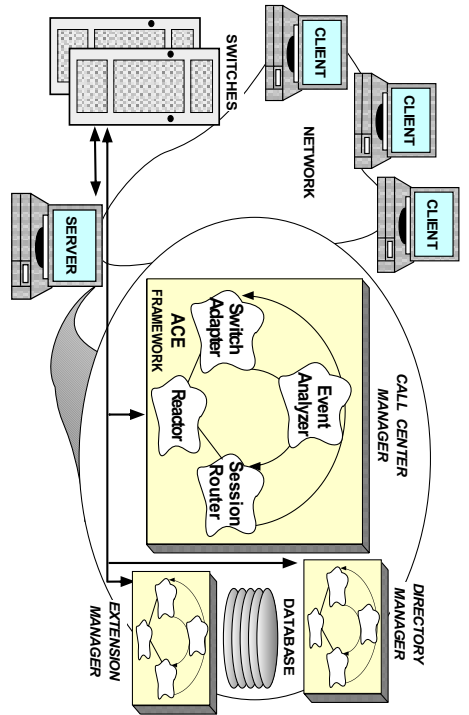 SWITCHES
CLIENT
CLIENT
CLIENT
NETWORK
SERVER
CALL CENTER
MANAGER
Switch
Adapter
Event
Analyzer
ACE
FRAMEWORK
Reactor
Session
Router
DIRECTORY
MANAGER
DATABASE
EXTENSION
MANAGER